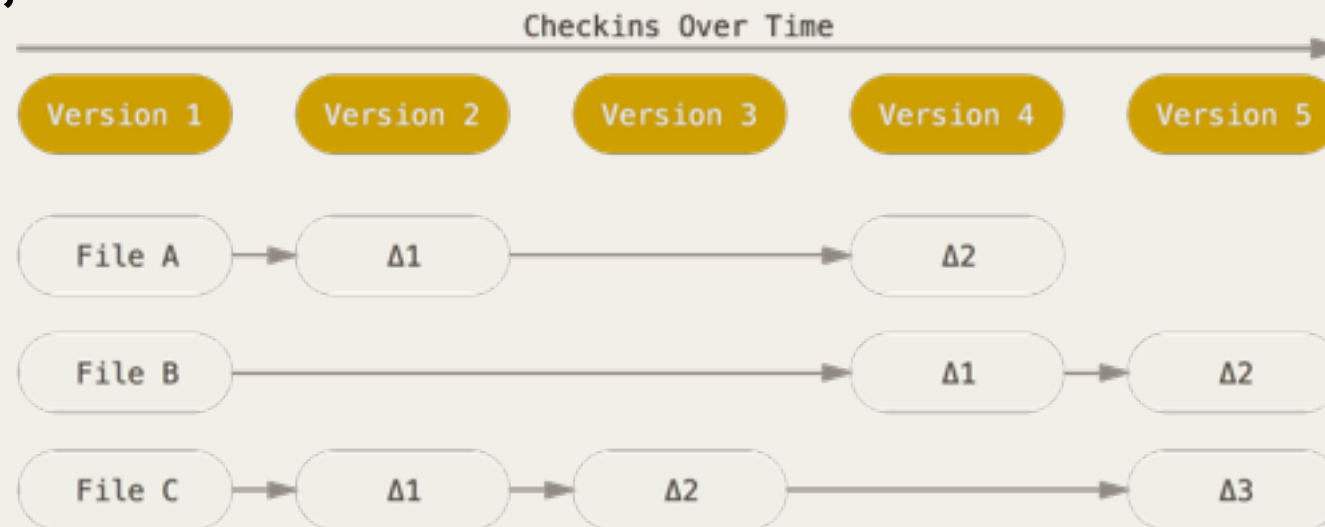 Checkins Over Time
Version 1 Version 2 Version 3 Version 4 Version 5
File A Δ1 Δ2
File B Δ1 Δ2
File C Δ1 Δ2 Δ3